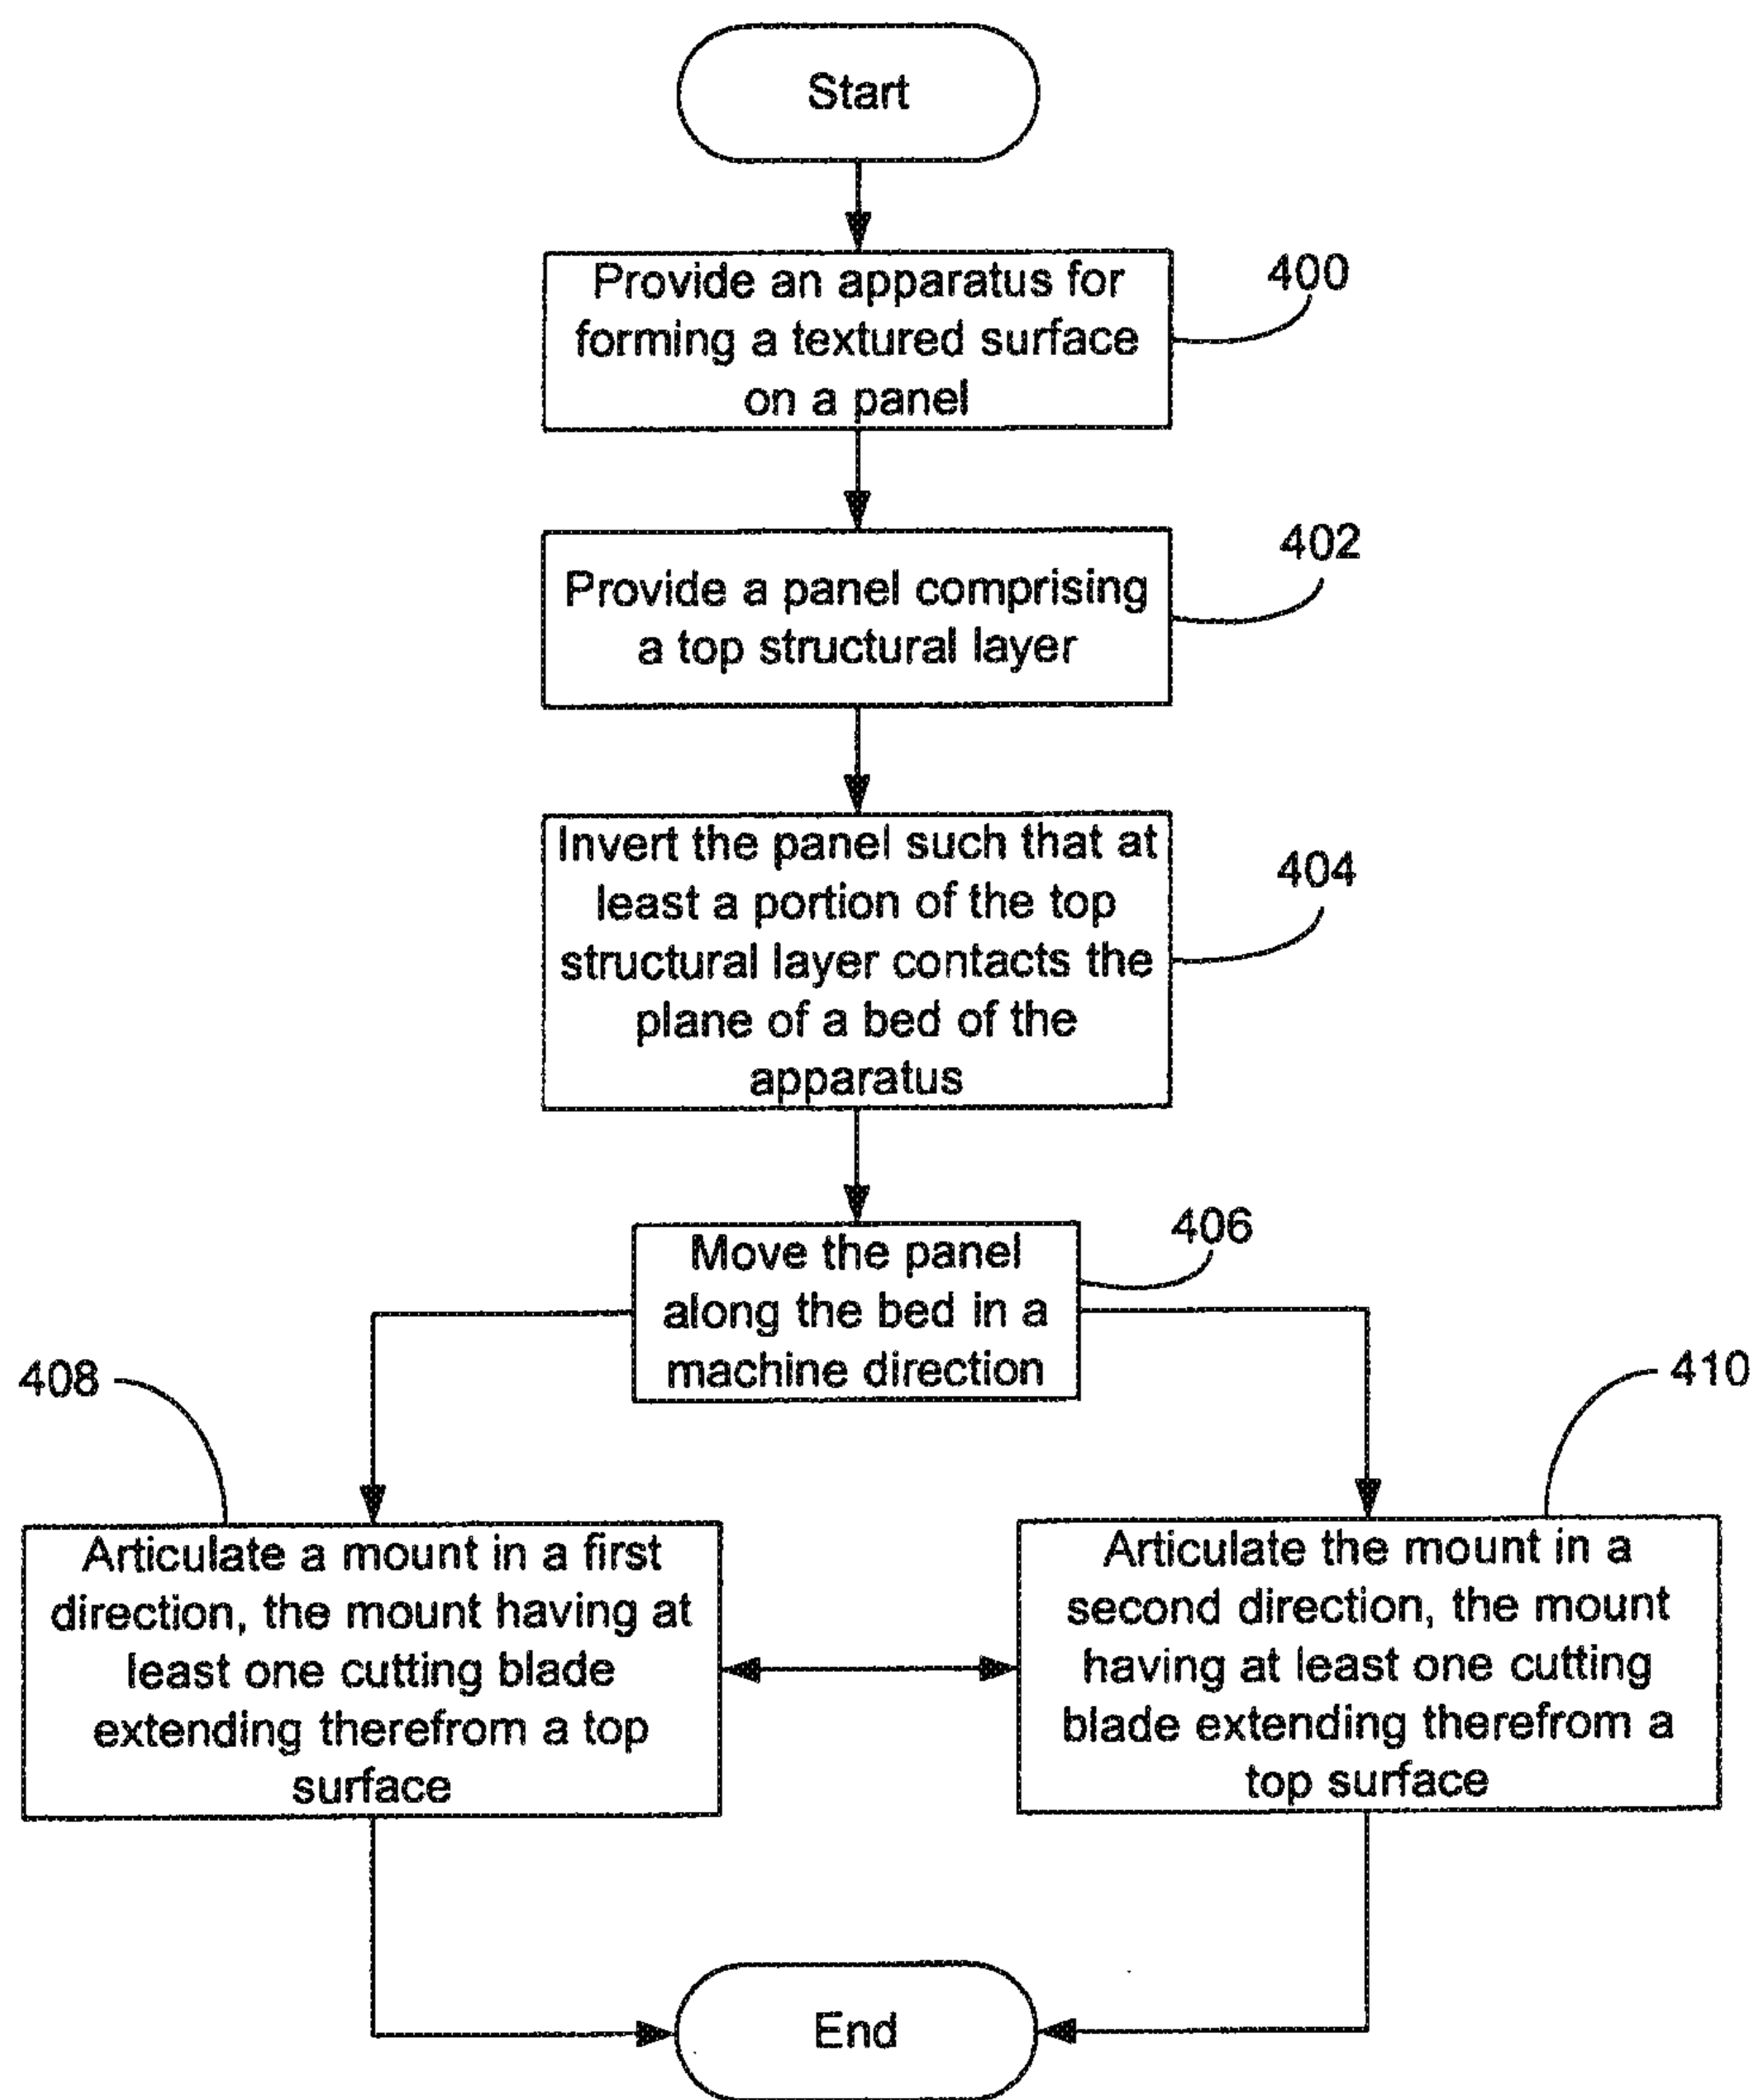 Start
Provide an apparatus for
forming a textured surface
on a panel
400
Provide a panel comprising
a top structural layer
402
Invert the panel such that at
least a portion of the top
structural layer contacts the
plane of a bed of the
apparatus
404
Move the panel
along the bed in a
machine direction
406
408
Articulate a mount in a first
direction, the mount having at
least one cutting blade
extending therefrom a top
surface
410
Articulate the mount in a
second direction, the mount
having at least one cutting
blade extending therefrom a
top surface
End